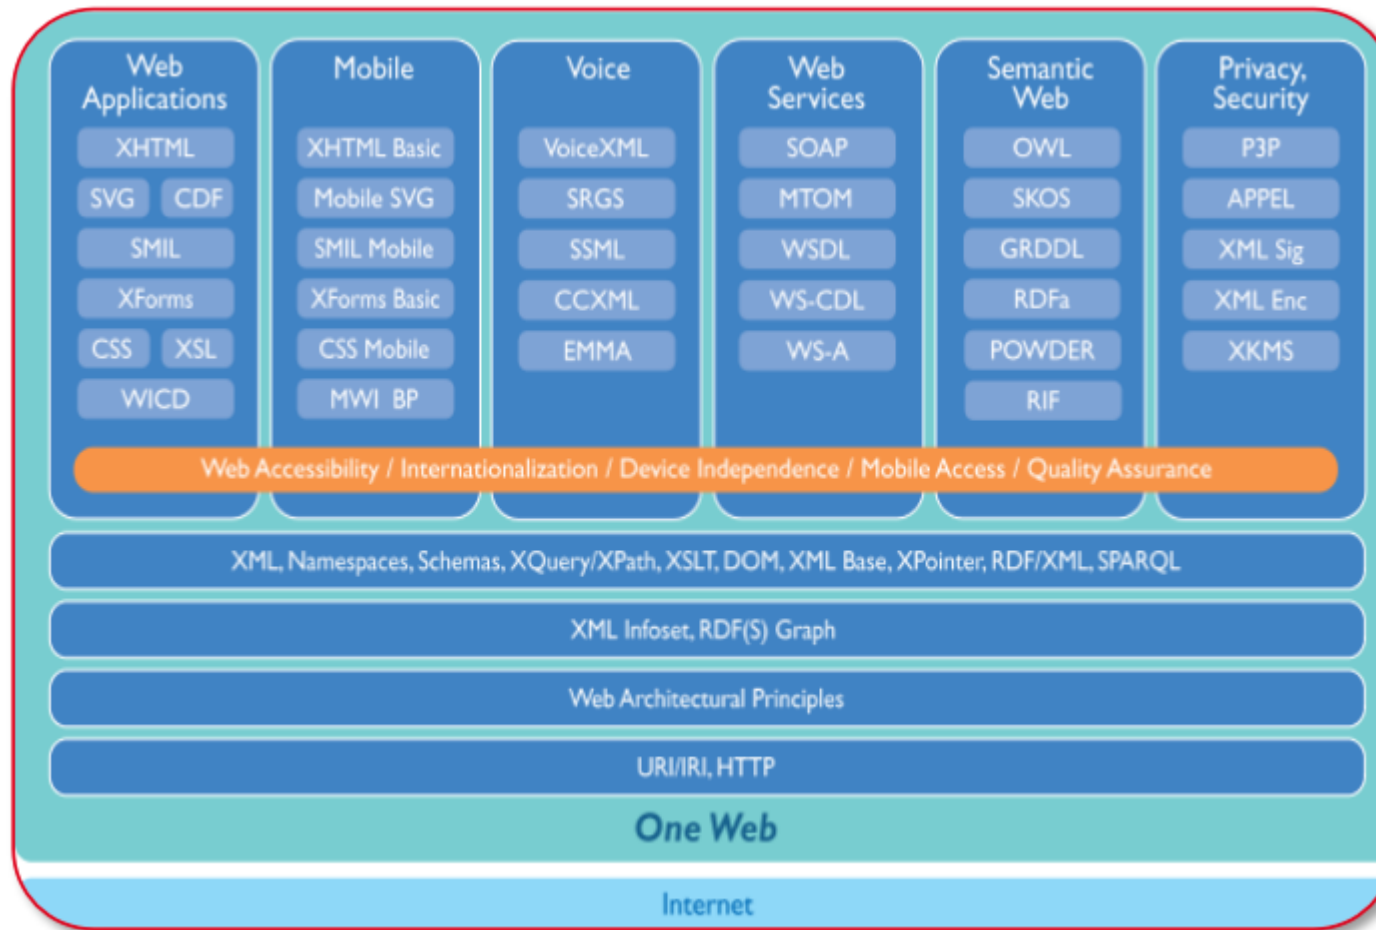 Web
Applications
XHTML
SVG CDF
SMIL
XForms
CSS XSL
WICD
Mobile
XHTML Basic
Mobile SVG
SMIL Mobile
XForms Basic
CSS Mobile
MWI BP
Voice
VoiceXML
SRGS
SSML
CCXML
EMMA
Web
Services
SOAP
MTOM
WSDL
WS-CDL
WS-A
Semantic
Web
OWL
SKOS
GRDDL
RDFa
POWDER
RIF
Privacy,
Security
P3P
APPEL
XML Sig
XML Enc
XKMS
Web Accessibility / Internationalization / Device Independence / Mobile Access / Quality Assurance
XML, Namespaces, Schemas, XQuery/XPath, XSLT, DOM, XML Base, XPointer, RDF/XML, SPARQL
XML Infoset, RDF(S) Graph
Web Architectural Principles
URI/IRI, HTTP
One Web
Internet